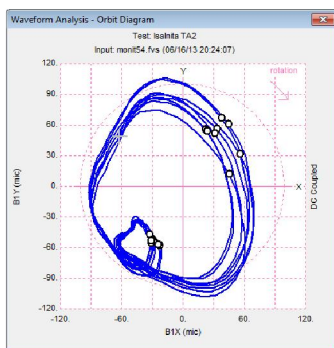 Waveform Analysis - Orbit Diagram
Test: Isalnita TA2
Input: monit54.fvs (06/16/13 20:24:07)
120.
Y
rotation
90.
60.
30.
B1Y (mic)
0.
X
DC Coupled
-30.
-60.
-90.
-120.
-120. -60. 0. 60. 120.
B1X (mic)